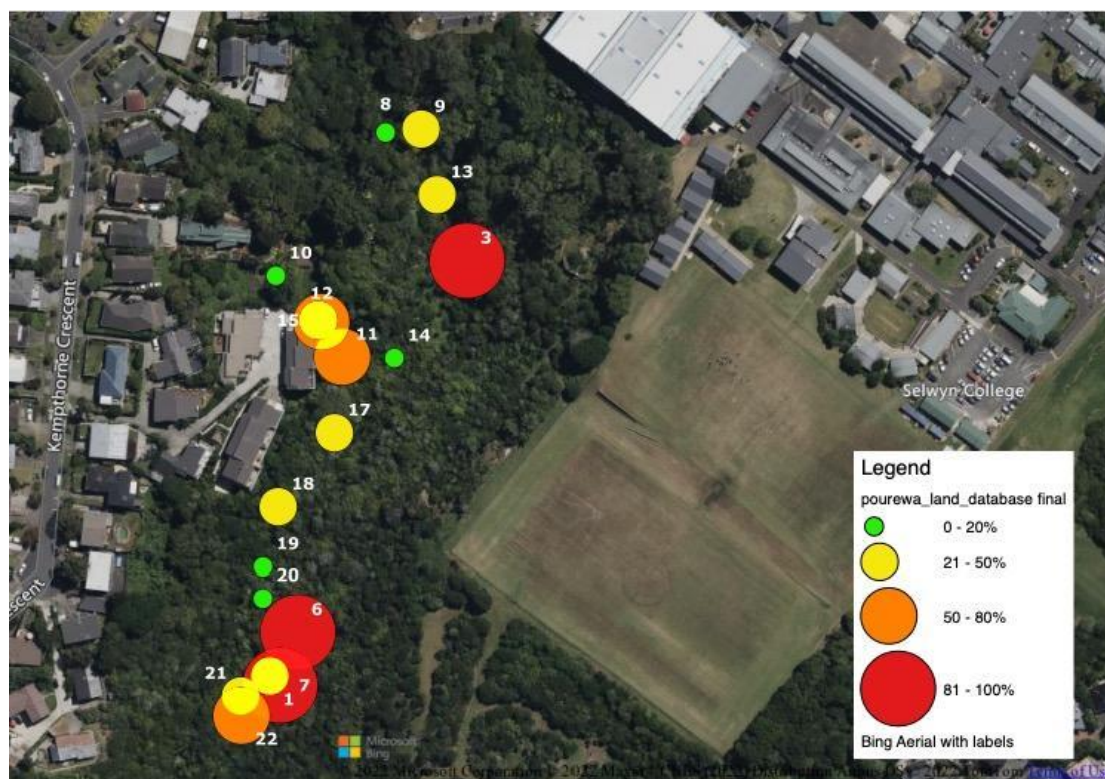 8
9
13
3
10
12
15
11
14
17
Kempthorne Crescent
Selwyn College
18
19
20
6
21
7
1
22
Legend
pourewa_land_database final
0 - 20%
21 - 50%
50 - 80%
81 - 100%
Bing Aerial with labels
Microsoft
Bing